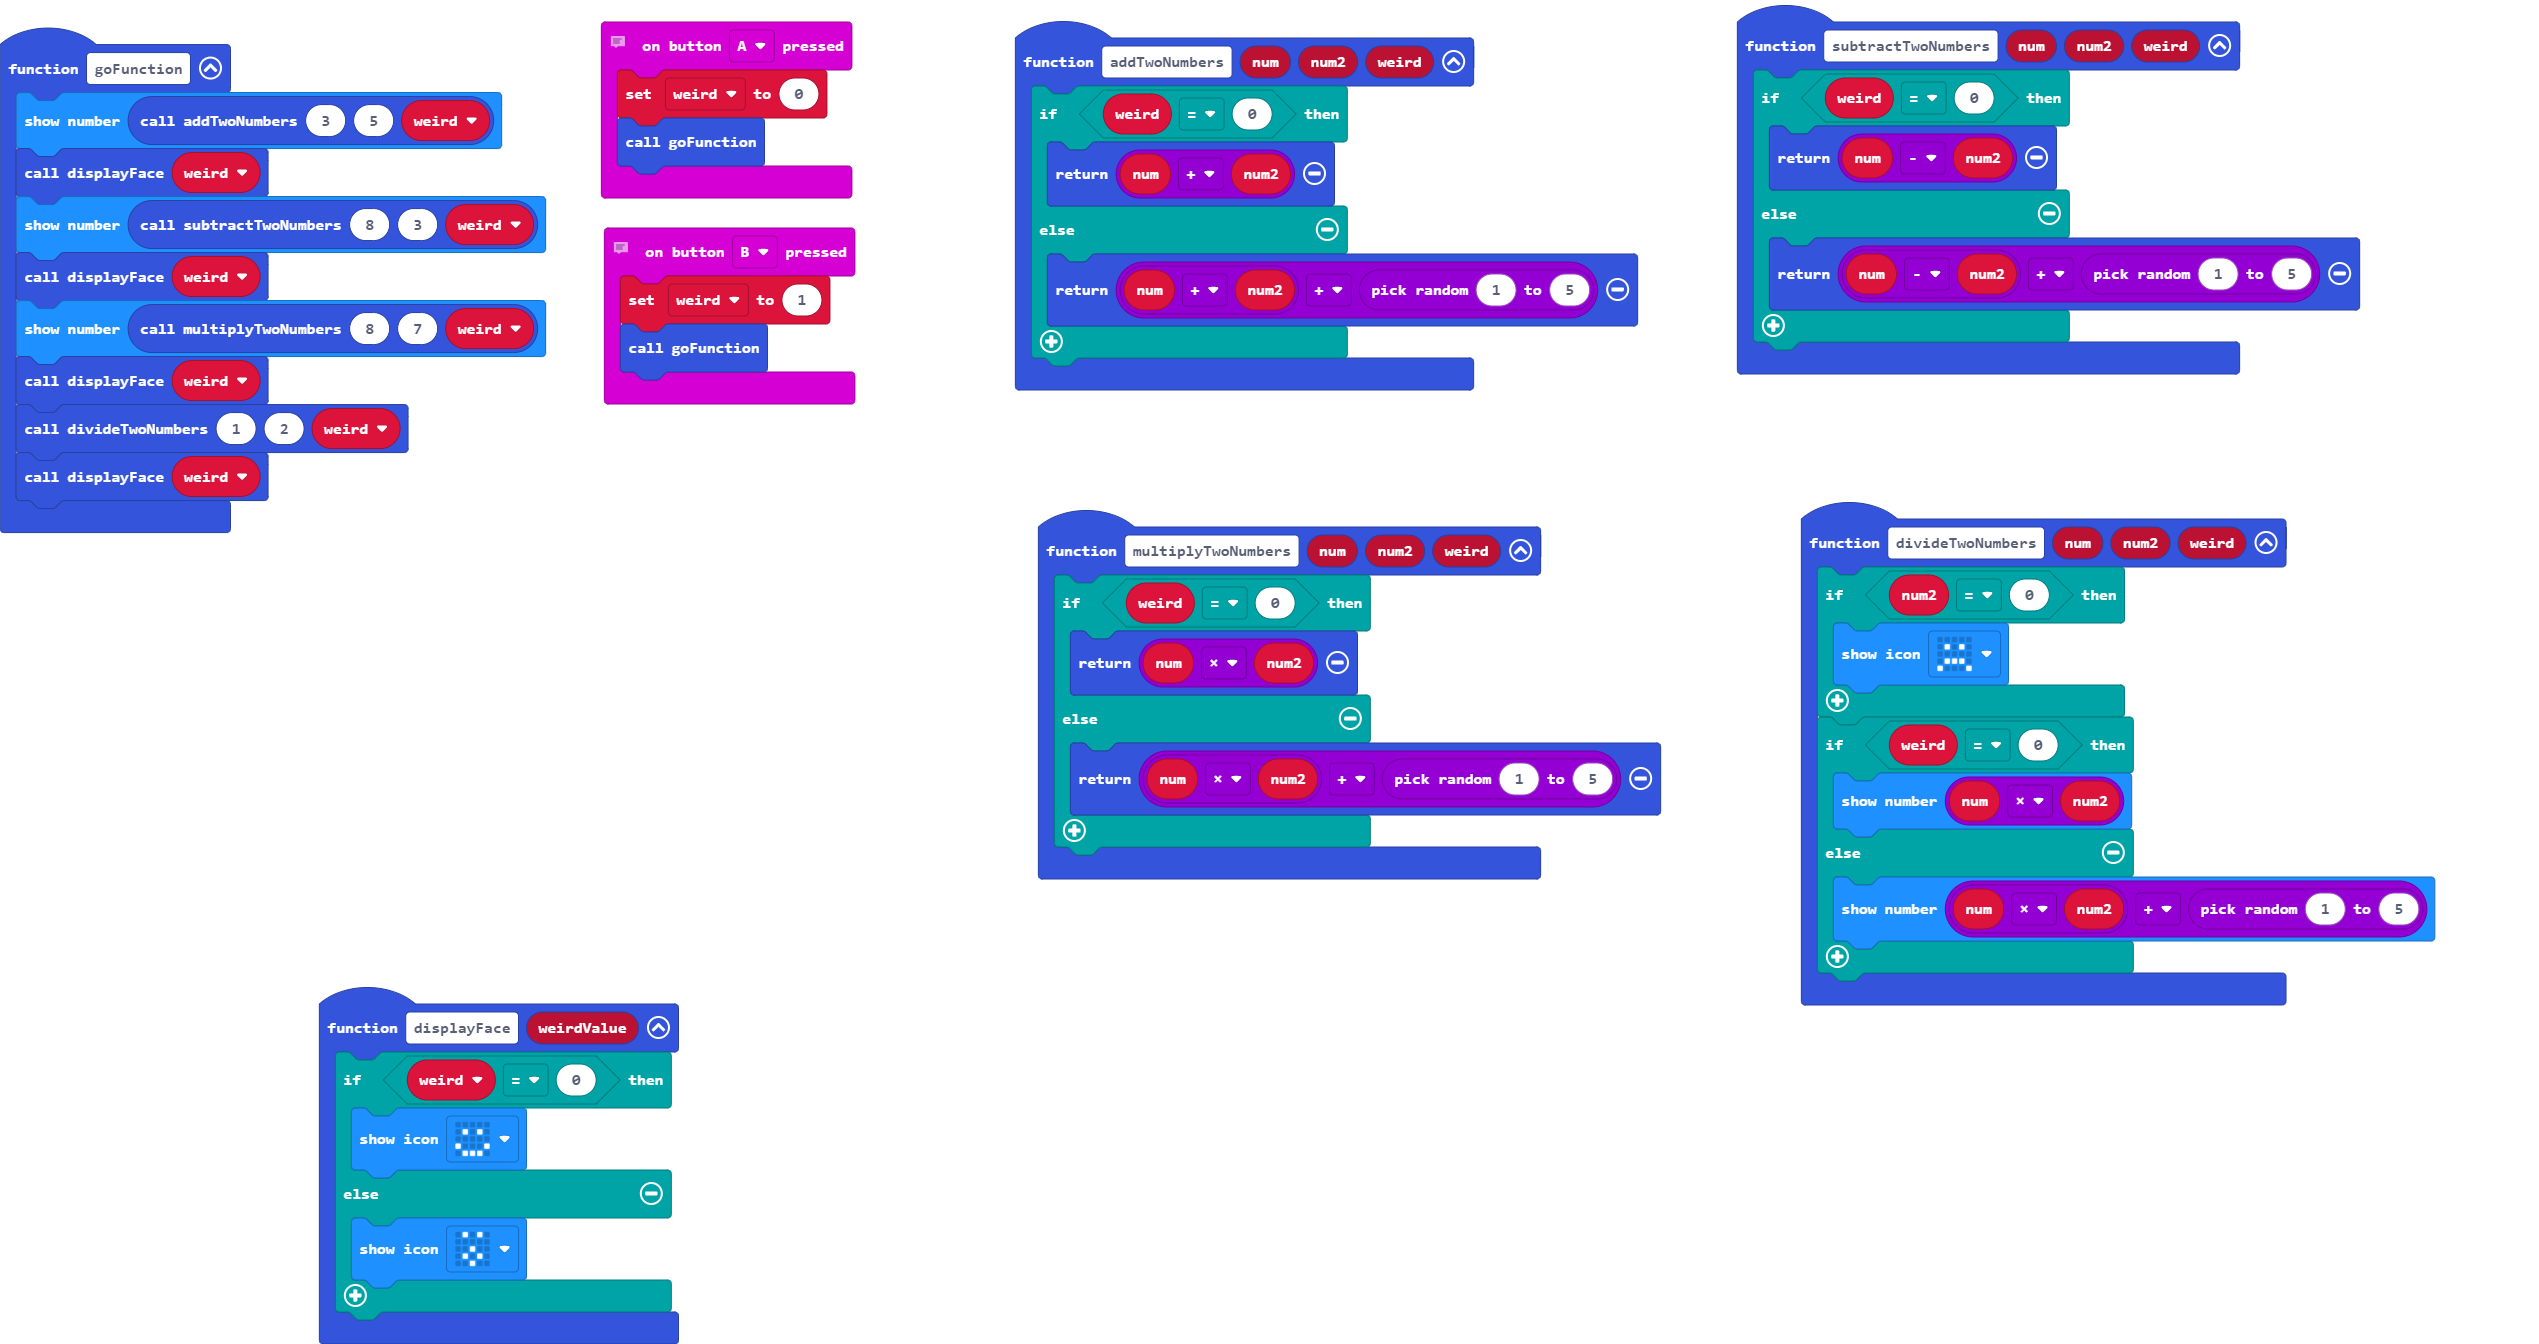 function goFunction
show number call addTwoNumbers 3 5 weird
call displayFace weird
show number call subtractTwoNumbers 8 3 weird
call displayFace weird
show number call multiplyTwoNumbers 8 7 weird
call displayFace weird
call divideTwoNumbers 1 2 weird
call displayFace weird
on button A pressed
set weird to 0
call goFunction
on button B pressed
set weird to 1
call goFunction
function addTwoNumbers num num2 weird
if weird = 0 then
return num + num2
else
return num + num2 + pick random 1 to 5
function subtractTwoNumbers num num2 weird
if weird = 0 then
return num - num2
else
return num - num2 + pick random 1 to 5
function multiplyTwoNumbers num num2 weird
if weird = 0 then
return num × num2
else
return num × num2 + pick random 1 to 5
function divideTwoNumbers num num2 weird
if num2 = 0 then
show icon
if weird = 0 then
show number num × num2
else
show number num × num2 + pick random 1 to 5
function displayFace weirdValue
if weird = 0 then
show icon
else
show icon